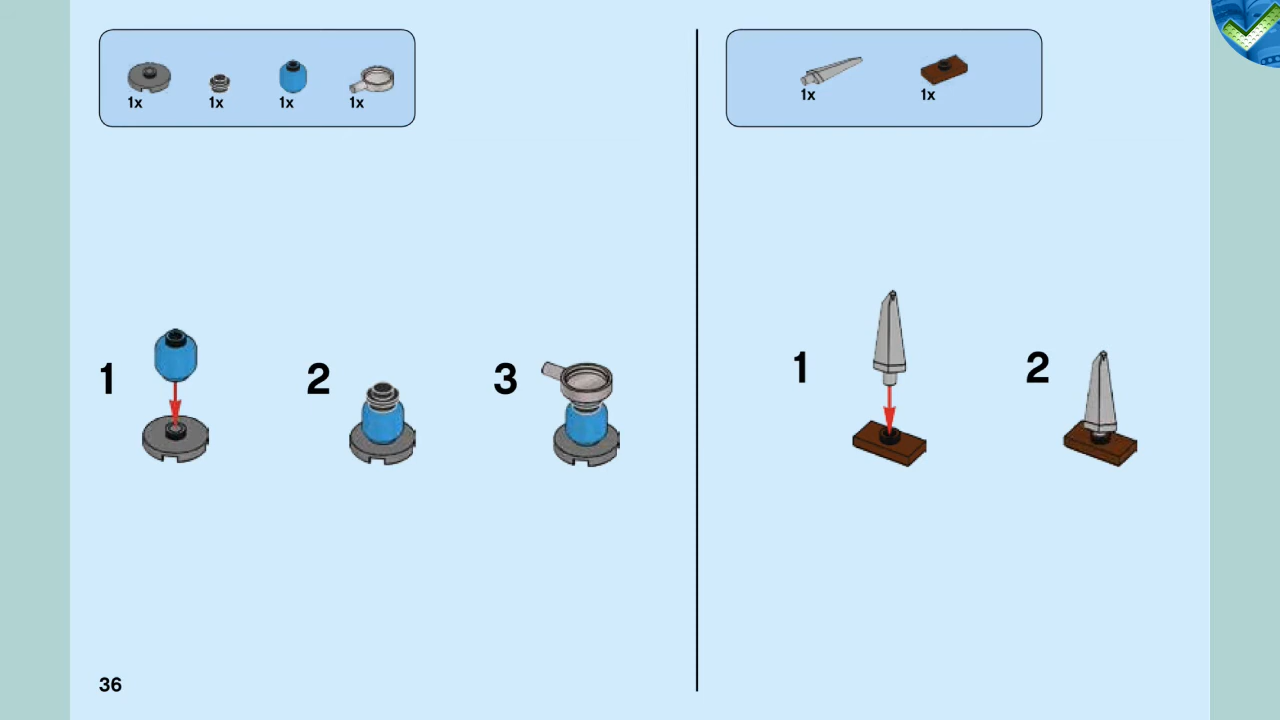 1x 1x 1x 1x
1x 1x
1 2 3
1 2
36